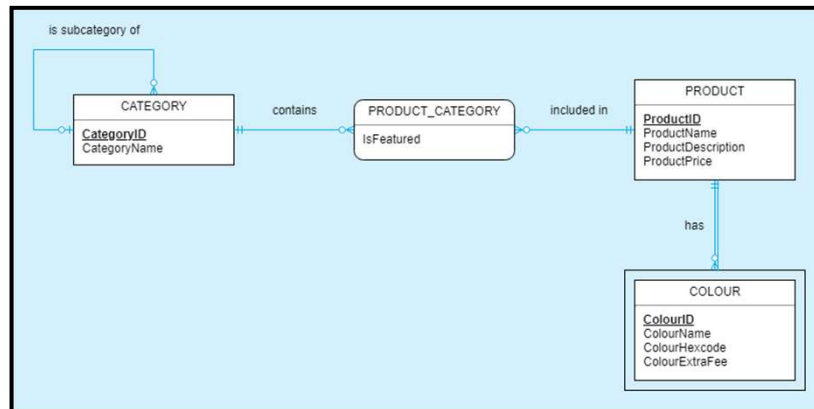 is subcategory of
CATEGORY
CategoryID
CategoryName
contains
PRODUCT_CATEGORY
IsFeatured
included in
PRODUCT
ProductID
ProductName
ProductDescription
ProductPrice
has
COLOUR
ColourID
ColourName
ColourHexcode
ColourExtraFee